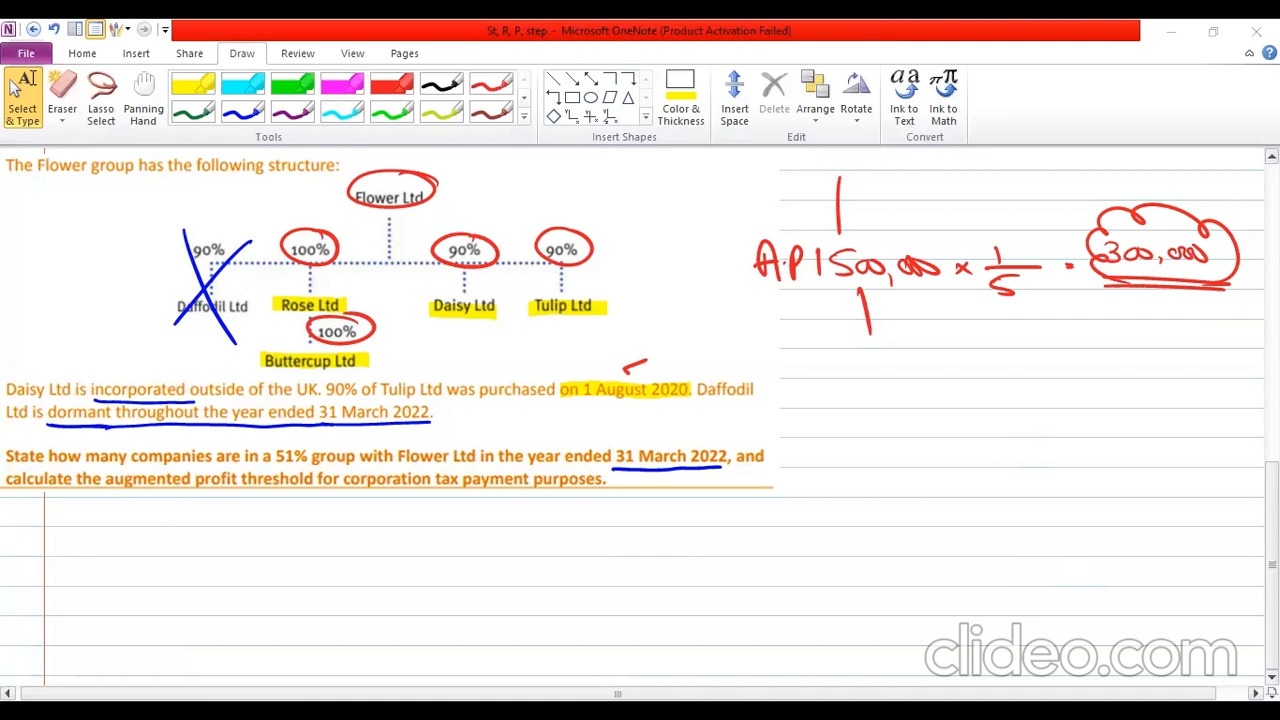 St, R, P, step - Microsoft OneNote (Product Activation Failed)
File Home Insert Share Draw Review View Pages
Select & Type
Eraser
Lasso Select
Panning Hand
Color & Thickness
Insert Space
Delete
Arrange
Rotate
Ink to Text
Ink to Math
Tools
Insert Shapes
Edit
Convert
The Flower group has the following structure:
Flower Ltd
90% 100% 90% 90%
Daffodil Ltd Rose Ltd Daisy Ltd Tulip Ltd
100%
Buttercup Ltd
A.P 1500,000 × 1/5 = 300,000
Daisy Ltd is incorporated outside of the UK. 90% of Tulip Ltd was purchased on 1 August 2020. Daffodil
Ltd is dormant throughout the year ended 31 March 2022.
State how many companies are in a 51% group with Flower Ltd in the year ended 31 March 2022, and
calculate the augmented profit threshold for corporation tax payment purposes.
clideo.com